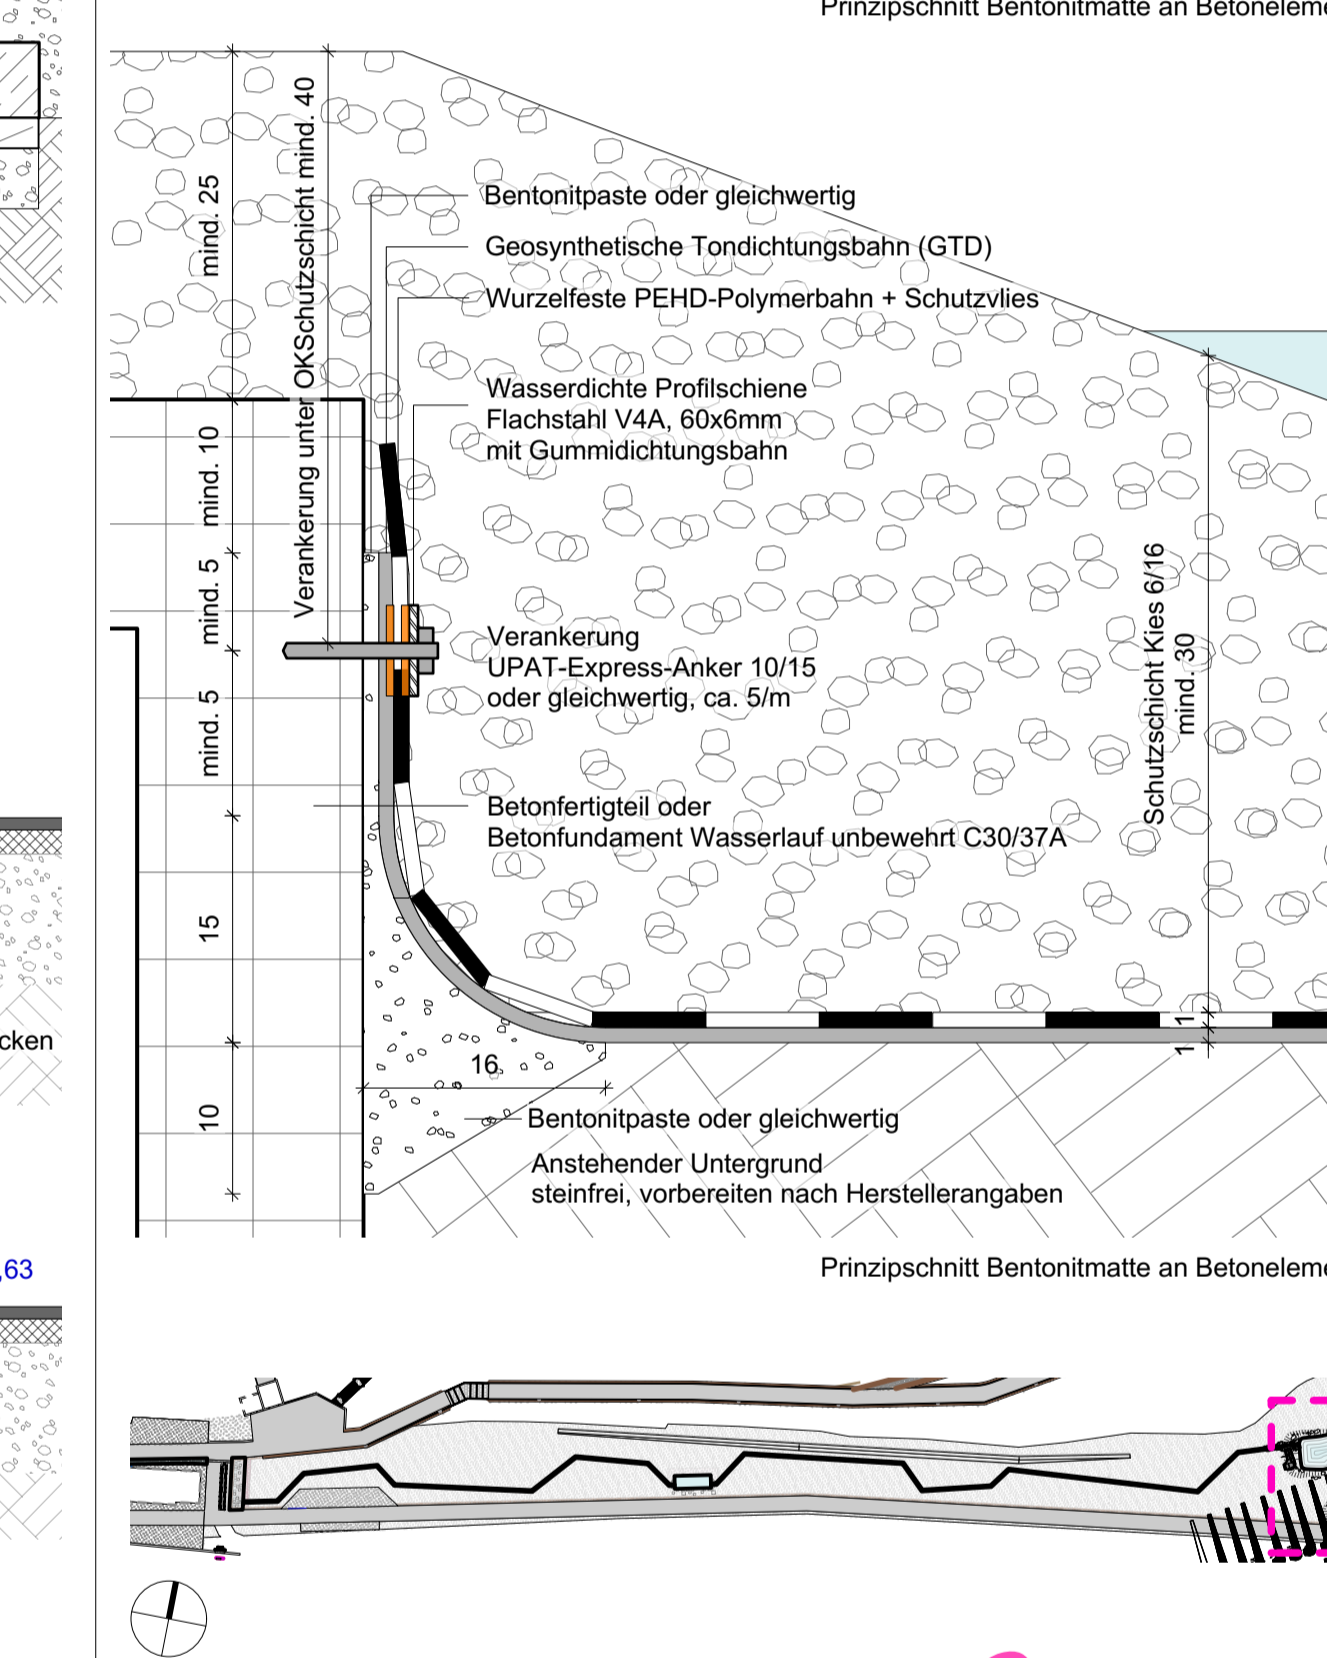 Prinzipschnitt Bentonitmatte an Betoneleme
mind. 25
Verankerung unter OKSchutzschicht mind. 40
Bentonitpaste oder gleichwertig
Geosynthetische Tondichtungsbahn (GTD)
Wurzelfeste PEHD-Polymerbahn + Schutzvlies
Wasserdichte Profilschiene
Flachstahl V4A, 60x6mm
mit Gummidichtungsbahn
mind. 10
mind. 5
mind. 5
Verankerung
UPAT-Express-Anker 10/15
oder gleichwertig, ca. 5/m
Schutzschicht Kies 6/16
mind. 30
Betonfertigteil oder
Betonfundament Wasserlauf unbewehrt C30/37A
15
1
1
cken
16
10
Bentonitpaste oder gleichwertig
Anstehender Untergrund
steinfrei, vorbereiten nach Herstellerangaben
,63
Prinzipschnitt Bentonitmatte an Betoneleme